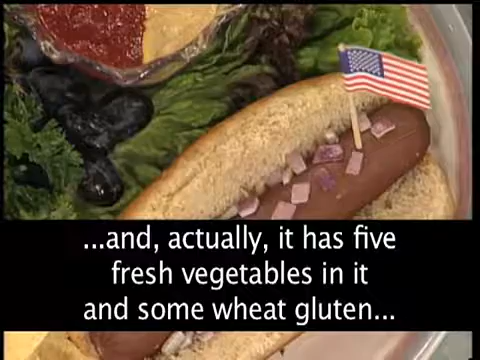 ...and, actually, it has five
fresh vegetables in it
and some wheat gluten...